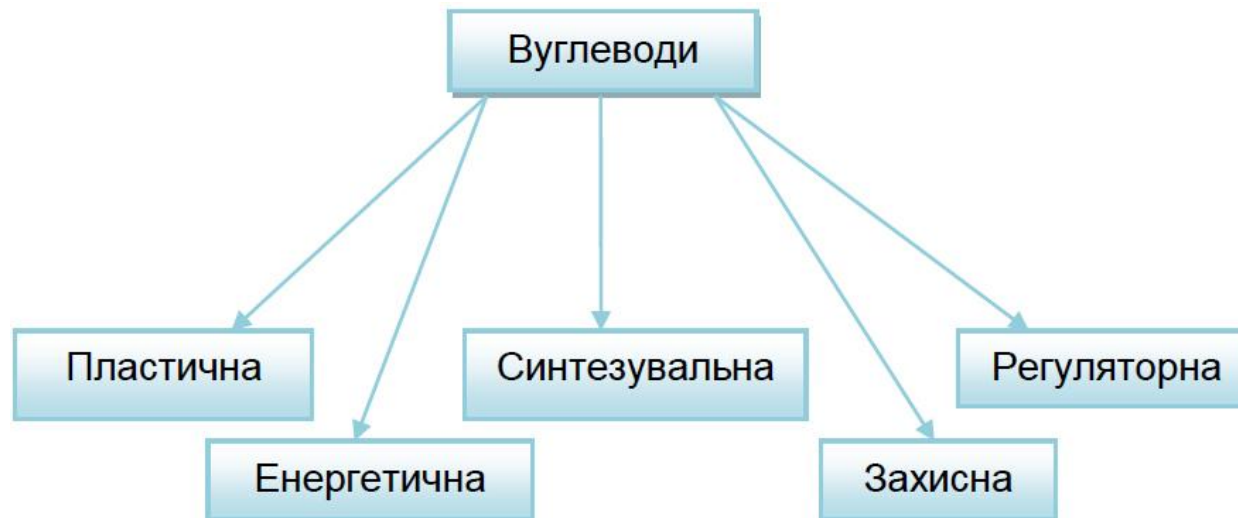 Вуглеводи
Пластична
Синтезувальна
Регуляторна
Енергетична
Захисна